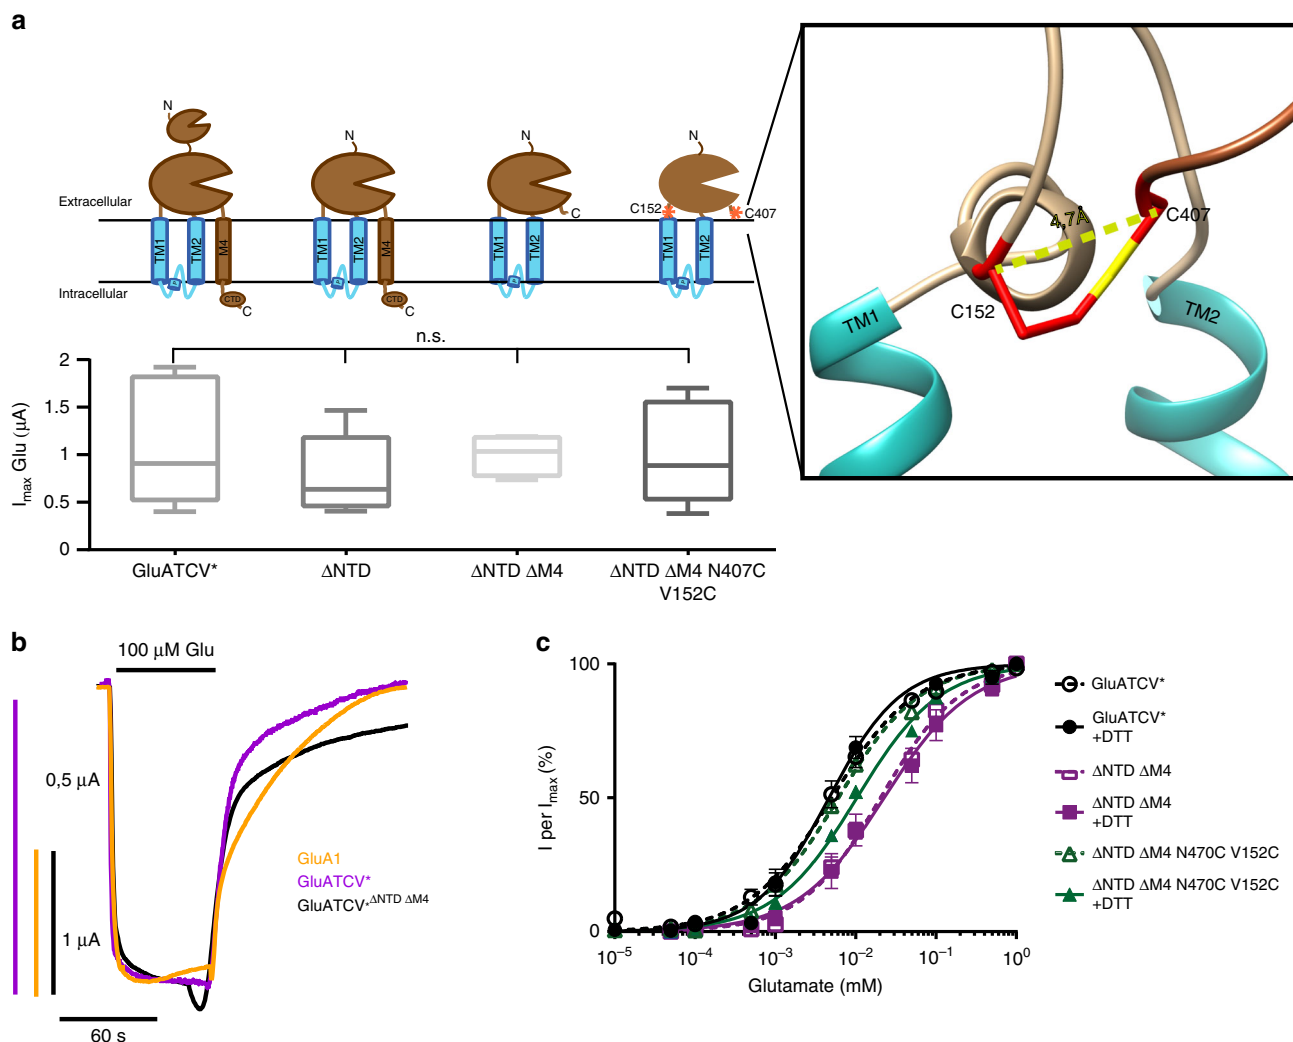 a
N
N
N
N
Extracellular
C
C152
C407
TM1
TM2
M4
TM1
TM2
M4
TM1
TM2
TM1
TM2
P
P
P
P
Intracellular
CTD
C
CTD
C
4,7Å
C407
C152
TM1
TM2
n.s.
Imax Glu (µA)
2
1.5
1
0.5
0
GluATCV*
ΔNTD
ΔNTD ΔM4
ΔNTD ΔM4 N407C
V152C
b
100 µM Glu
0,5 µA
1 µA
GluA1
GluATCV*
GluATCV*ΔNTD ΔM4
60 s
c
I per Imax (%)
100
50
0
10⁻⁵
10⁻⁴
10⁻³
10⁻²
10⁻¹
10⁰
Glutamate (mM)
GluATCV*
GluATCV*
+DTT
ΔNTD ΔM4
ΔNTD ΔM4
+DTT
ΔNTD ΔM4 N470C V152C
ΔNTD ΔM4 N470C V152C
+DTT